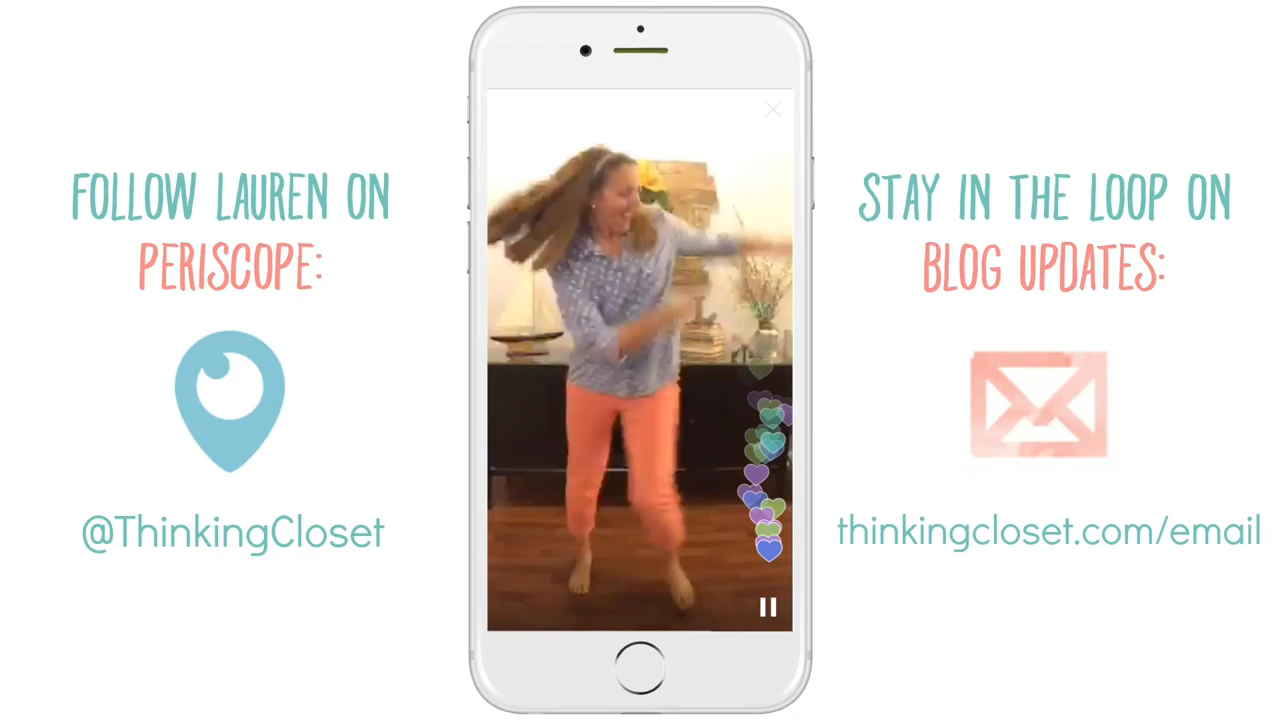 FOLLOW LAUREN ON
PERISCOPE:
@ThinkingCloset
STAY IN THE LOOP ON
BLOG UPDATES:
thinkingcloset.com/email